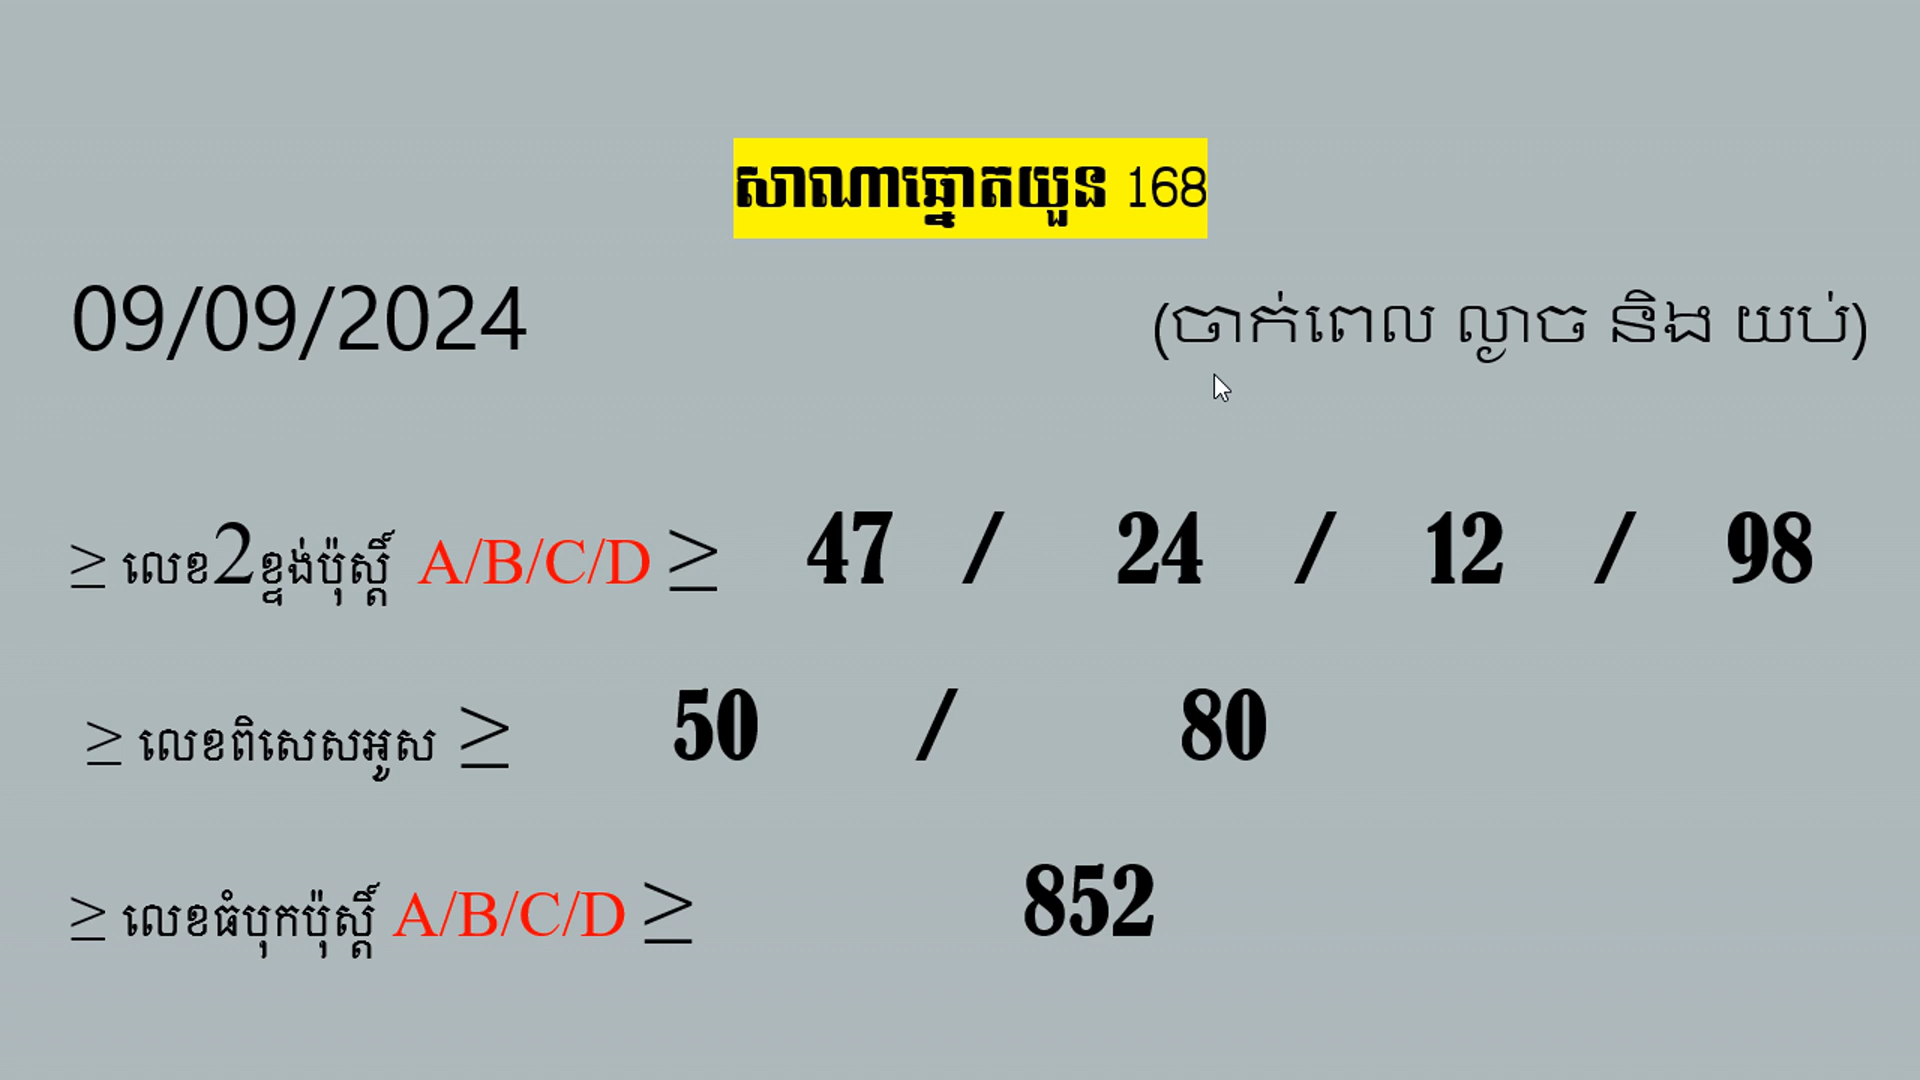 សាណាឆ្នោតយួន 168
09/09/2024 (ចាក់ពេល ល្ងាច និង យប់)
≥ លេខ2ខ្ទង់ប៉ុស្តិ៍ A/B/C/D ≥ 47 / 24 / 12 / 98
≥ លេខពិសេសអូស ≥ 50 / 80
≥ លេខធំបុកប៉ុស្តិ៍ A/B/C/D ≥ 852